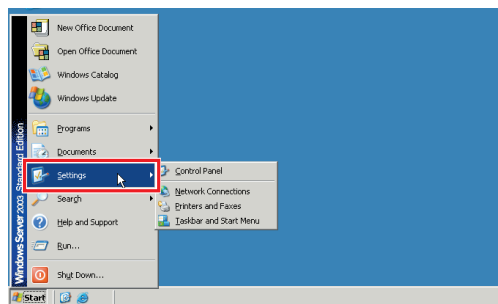 New Office Document
Open Office Document
Windows Catalog
Windows Update
Programs
Documents
Settings
Control Panel
Network Connections
Printers and Faxes
Taskbar and Start Menu
Search
Help and Support
Run...
Shut Down...
Windows Server 2003 Standard Edition
Start